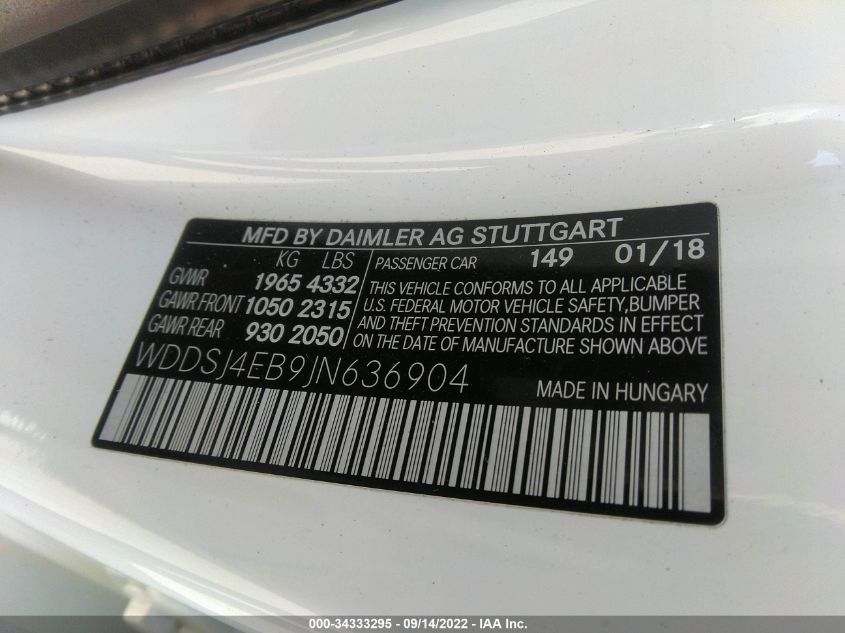 MFD BY DAIMLER AG STUTTGART
KG LBS
GVWR 1965 4332
GAWR FRONT 1050 2315
GAWR REAR 930 2050
PASSENGER CAR 149 01/18
THIS VEHICLE CONFORMS TO ALL APPLICABLE
U.S. FEDERAL MOTOR VEHICLE SAFETY,BUMPER
AND THEFT PREVENTION STANDARDS IN EFFECT
ON THE DATE OF MANUFACTURE SHOWN ABOVE
WDDSJ4EB9JN636904
MADE IN HUNGARY
000-34333295 - 09/14/2022 - IAA Inc.